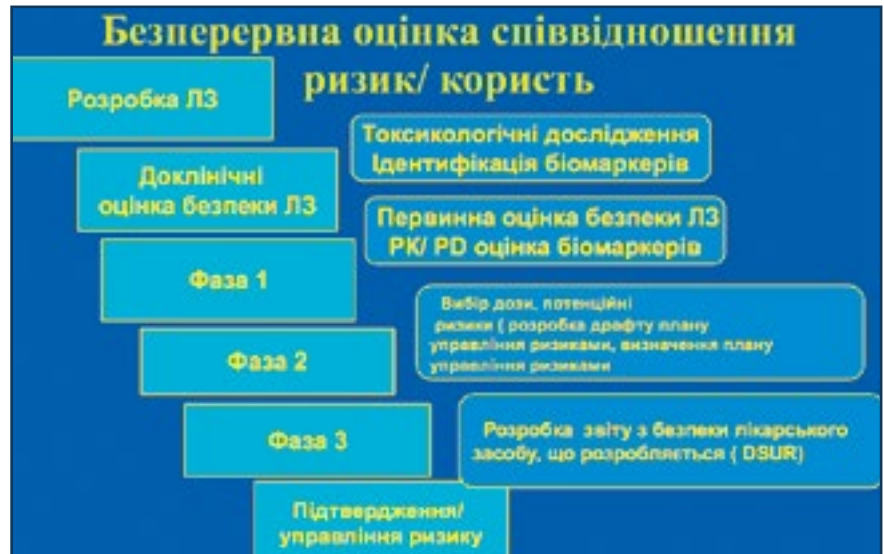 Безперервна оцінка співвідношення
ризик/ користь
Розробка ЛЗ
Токсикологічні дослідження
Ідентифікація біомаркерів
Доклінічні
оцінка безпеки ЛЗ
Первинна оцінка безпеки ЛЗ
РК/ PD оцінка біомаркерів
Фаза 1
Вибір дози, потенційні
ризики ( розробка драфту плану
управління ризиками, визначення плану
управління ризиками
Фаза 2
Фаза 3
Розробка звіту з безпеки лікарського
засобу, що розробляється ( DSUR)
Підтвердження/
управління ризику